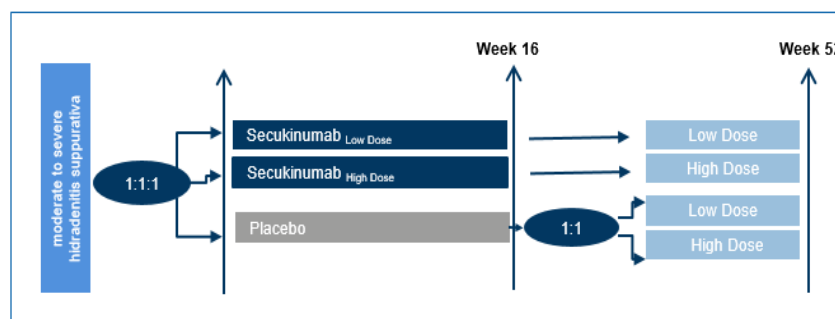 Week 16
Week 52
moderate to severe
hidradenitis suppurativa
1:1:1
Secukinumab Low Dose
Secukinumab High Dose
Placebo
1:1
Low Dose
High Dose
Low Dose
High Dose